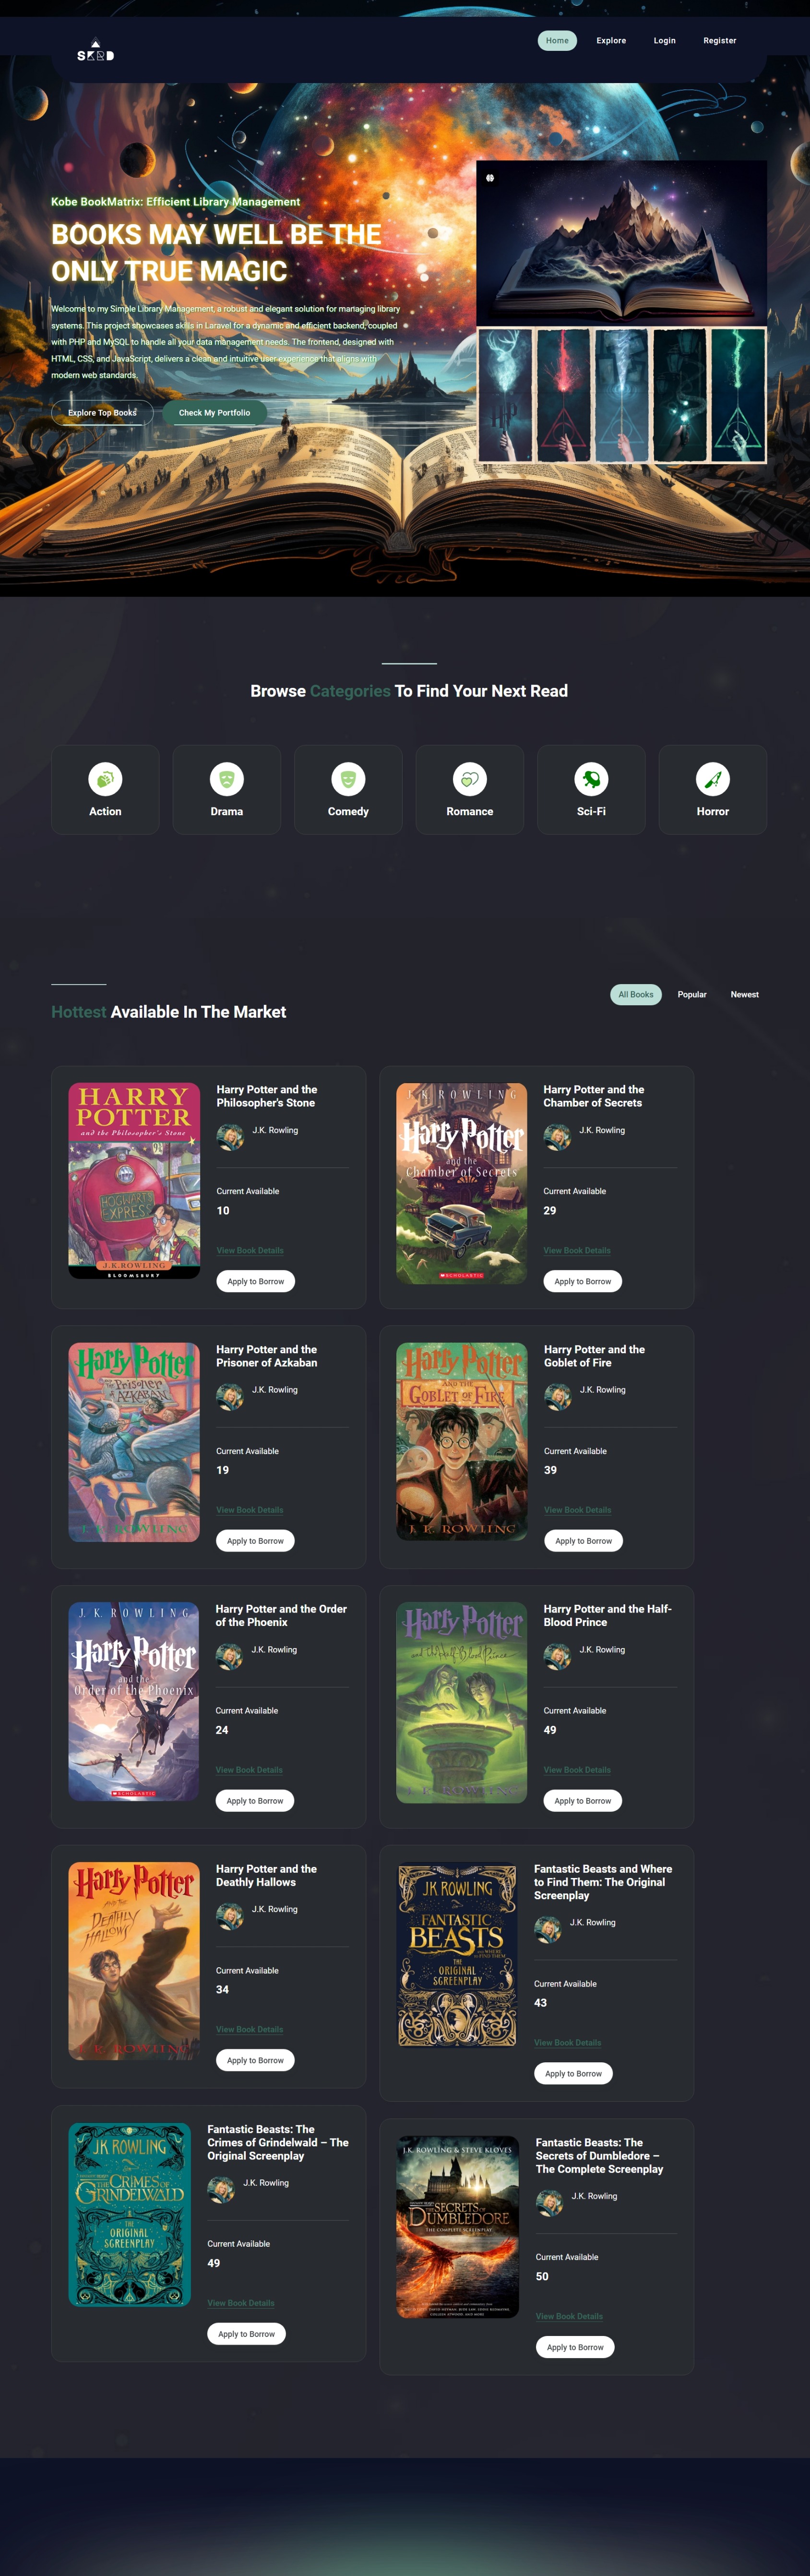 SKRD
Home
Explore
Login
Register
Kobe BookMatrix: Efficient Library Management
BOOKS MAY WELL BE THE
ONLY TRUE MAGIC
Welcome to my Simple Library Management, a robust and elegant solution for managing library
systems. This project showcases skills in Laravel for a dynamic and efficient backend, coupled
with PHP and MySQL to handle all your data management needs. The frontend, designed with
HTML, CSS, and JavaScript, delivers a clean and intuitive user experience that aligns with
modern web standards.
Explore Top Books
Check My Portfolio
Browse Categories To Find Your Next Read
Action
Drama
Comedy
Romance
Sci-Fi
Horror
Hottest Available In The Market
All Books
Popular
Newest
HARRY
POTTER
and the Philosopher's Stone
HOGWARTS
EXPRESS
J.K.ROWLING
BLOOMSBURY
Harry Potter and the
Philosopher's Stone
J.K. Rowling
Current Available
10
View Book Details
Apply to Borrow
J. K. ROWLING
Harry Potter
and the
Chamber of Secrets
SCHOLASTIC
Harry Potter and the
Chamber of Secrets
J.K. Rowling
Current Available
29
View Book Details
Apply to Borrow
Harry Potter
and the
Prisoner of
AZKABAN
J. K. ROWLING
Harry Potter and the
Prisoner of Azkaban
J.K. Rowling
Current Available
19
View Book Details
Apply to Borrow
Harry Potter
AND THE
GOBLET OF FIRE
J. K. ROWLING
Harry Potter and the
Goblet of Fire
J.K. Rowling
Current Available
39
View Book Details
Apply to Borrow
J. K. ROWLING
Harry Potter
and the
Order of the Phoenix
SCHOLASTIC
Harry Potter and the Order
of the Phoenix
J.K. Rowling
Current Available
24
View Book Details
Apply to Borrow
Harry Potter
and the Half-Blood Prince
J. K. ROWLING
Harry Potter and the Half-
Blood Prince
J.K. Rowling
Current Available
49
View Book Details
Apply to Borrow
Harry Potter
AND THE
DEATHLY
HALLOWS
J. K. ROWLING
Harry Potter and the
Deathly Hallows
J.K. Rowling
Current Available
34
View Book Details
Apply to Borrow
JK ROWLING
FANTASTIC
BEASTS
AND WHERE
TO FIND THEM
THE
ORIGINAL
SCREENPLAY
Fantastic Beasts and Where
to Find Them: The Original
Screenplay
J.K. Rowling
Current Available
43
View Book Details
Apply to Borrow
JK ROWLING
THE CRIMES OF
GRINDELWALD
THE
ORIGINAL
SCREENPLAY
Fantastic Beasts: The
Crimes of Grindelwald – The
Original Screenplay
J.K. Rowling
Current Available
49
View Book Details
Apply to Borrow
J.K. ROWLING & STEVE KLOVES
THE
SECRETS OF
DUMBLEDORE
THE COMPLETE SCREENPLAY
Fantastic Beasts: The
Secrets of Dumbledore –
The Complete Screenplay
J.K. Rowling
Current Available
50
View Book Details
Apply to Borrow